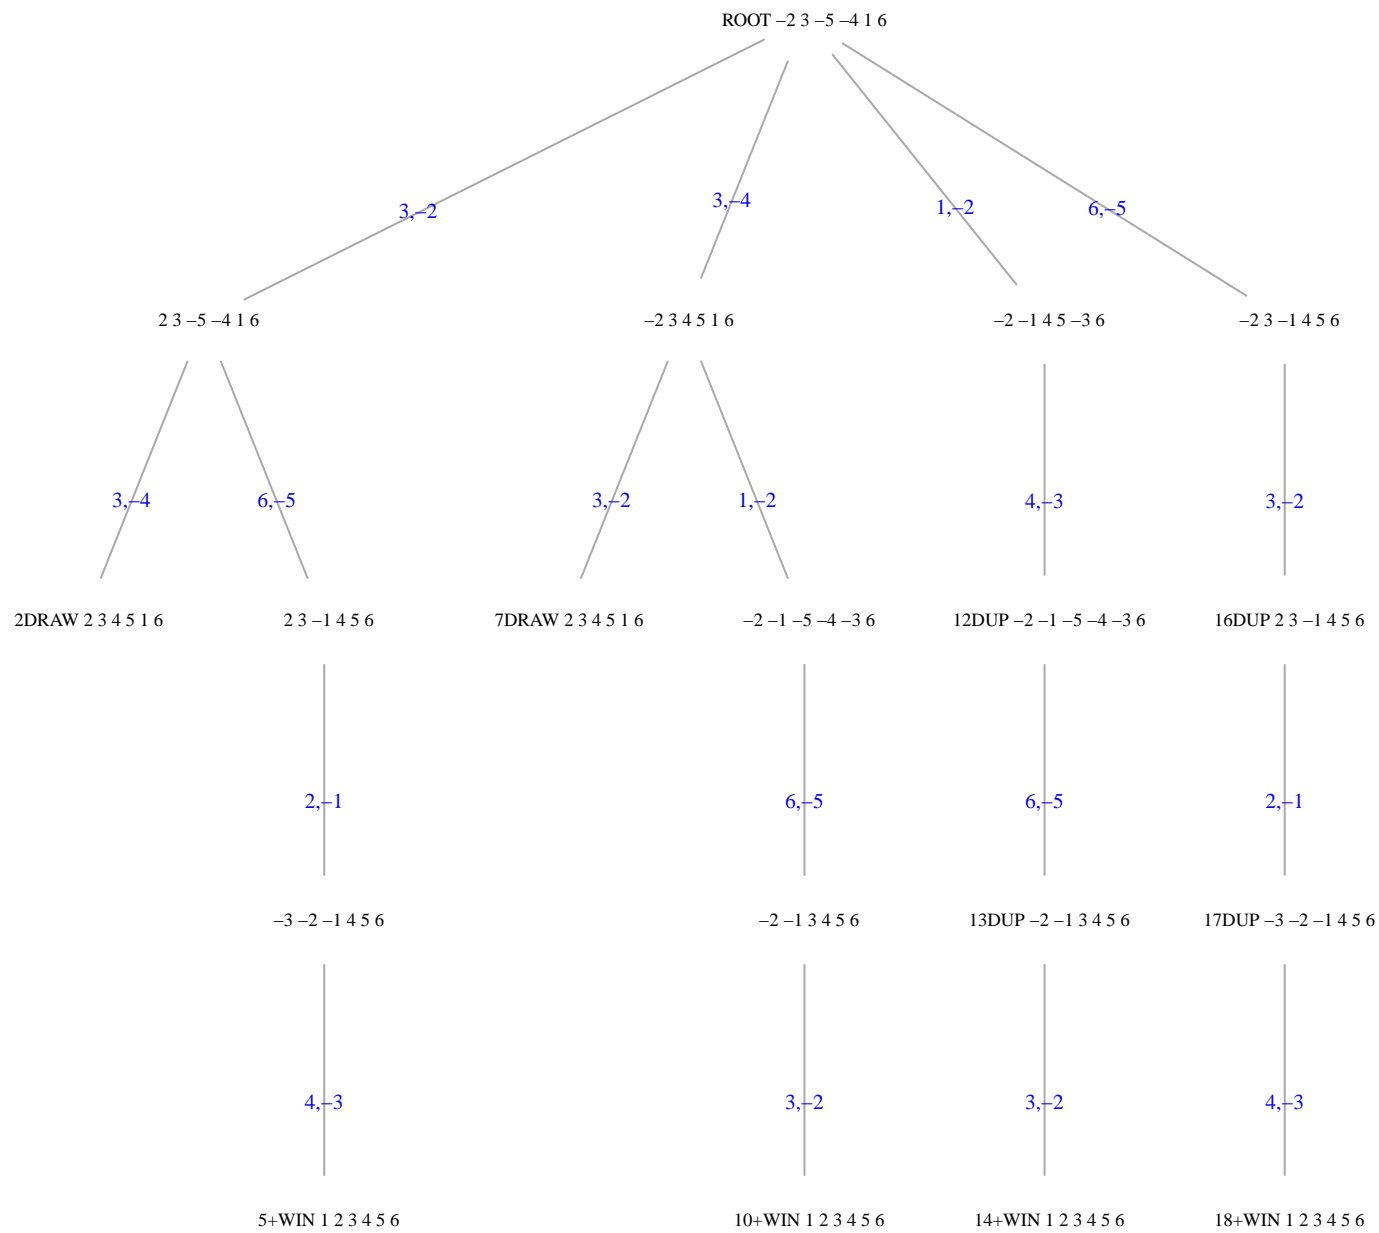 ROOT –2 3 –5 –4 1 6
3,–2
3,–4
1,–2
6,–5
2 3 –5 –4 1 6
–2 3 4 5 1 6
–2 –1 4 5 –3 6
–2 3 –1 4 5 6
3,–4
6,–5
3,–2
1,–2
4,–3
3,–2
2DRAW 2 3 4 5 1 6
2 3 –1 4 5 6
7DRAW 2 3 4 5 1 6
–2 –1 –5 –4 –3 6
12DUP –2 –1 –5 –4 –3 6
16DUP 2 3 –1 4 5 6
2,–1
6,–5
6,–5
2,–1
–3 –2 –1 4 5 6
–2 –1 3 4 5 6
13DUP –2 –1 3 4 5 6
17DUP –3 –2 –1 4 5 6
4,–3
3,–2
3,–2
4,–3
5+WIN 1 2 3 4 5 6
10+WIN 1 2 3 4 5 6
14+WIN 1 2 3 4 5 6
18+WIN 1 2 3 4 5 6